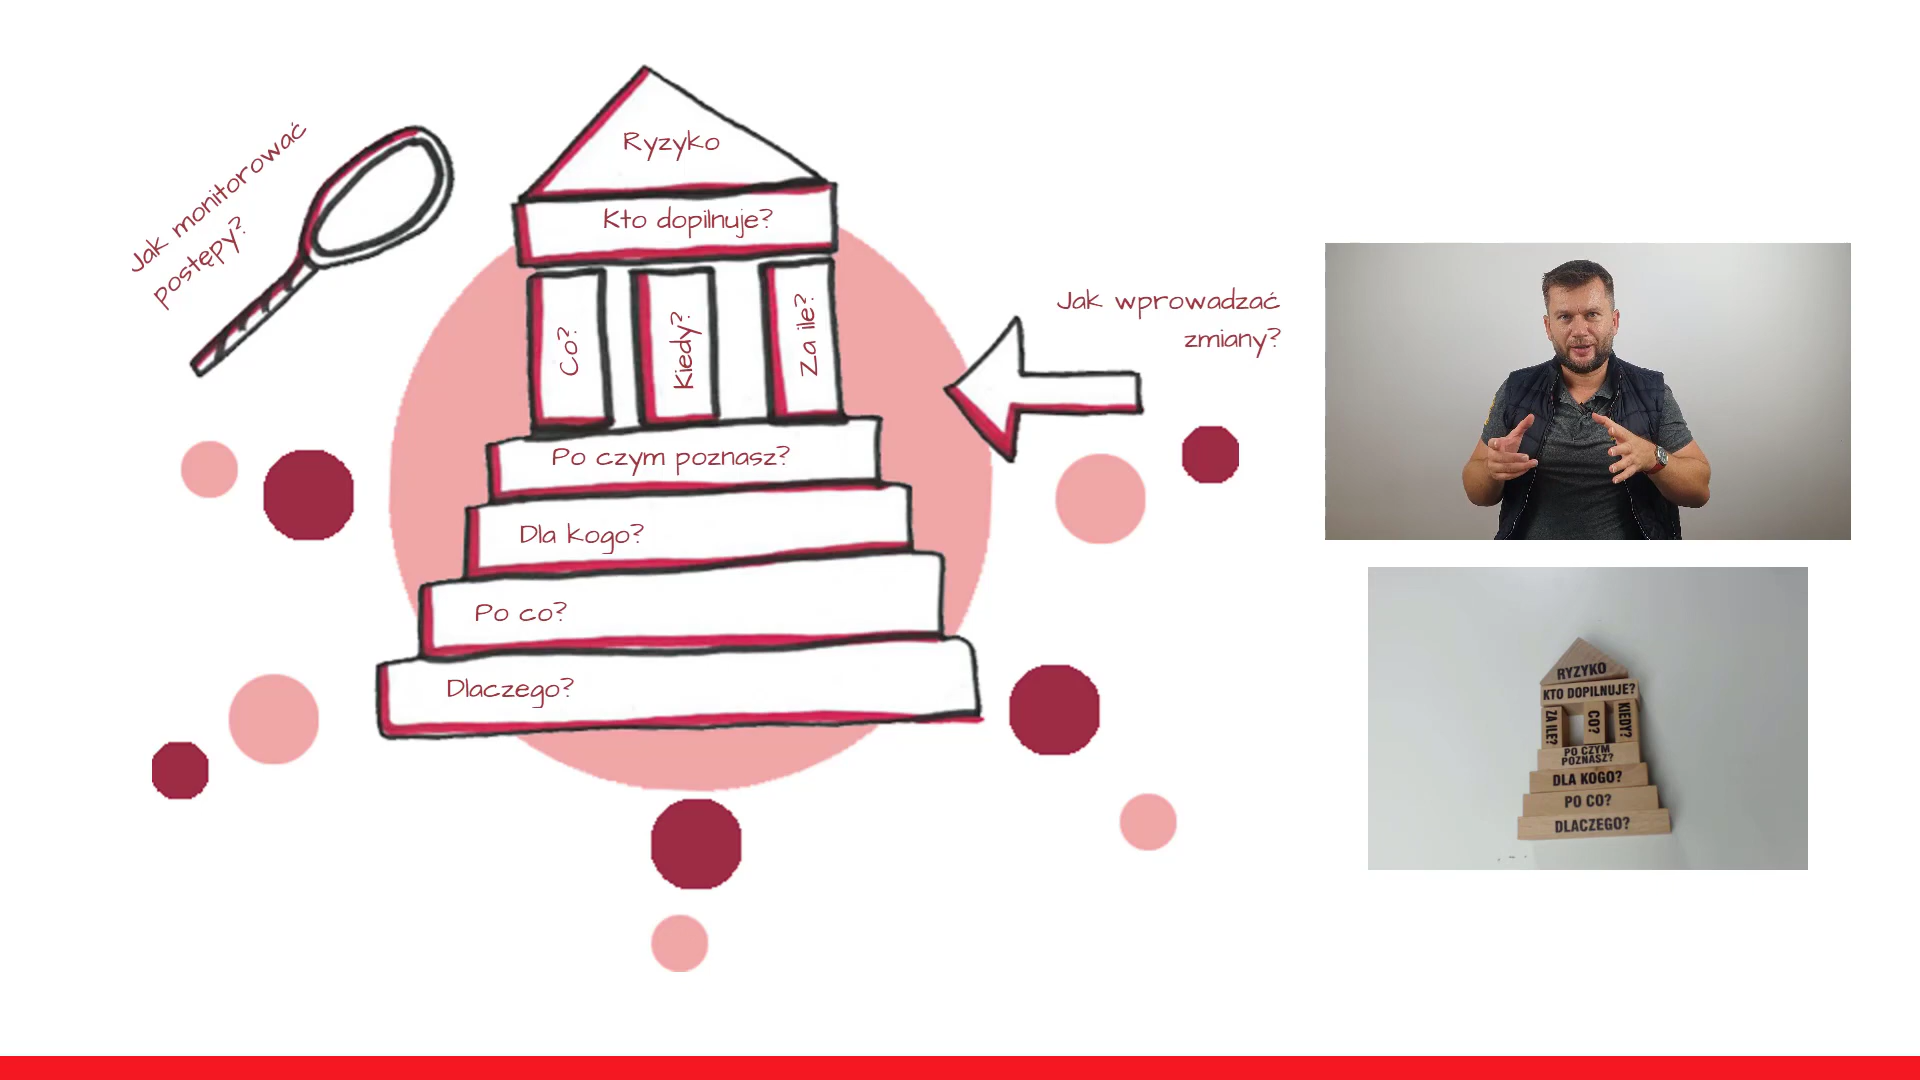 Jak monitorować
postępy?
Ryzyko
Kto dopilnuje?
Co?
Kiedy?
Za ile?
Po czym poznasz?
Dla kogo?
Po co?
Dlaczego?
Jak wprowadzać
zmiany?
RYZYKO
KTO DOPILNUJE?
ZA ILE?
CO?
KIEDY?
PO CZYM
POZNASZ?
DLA KOGO?
PO CO?
DLACZEGO?